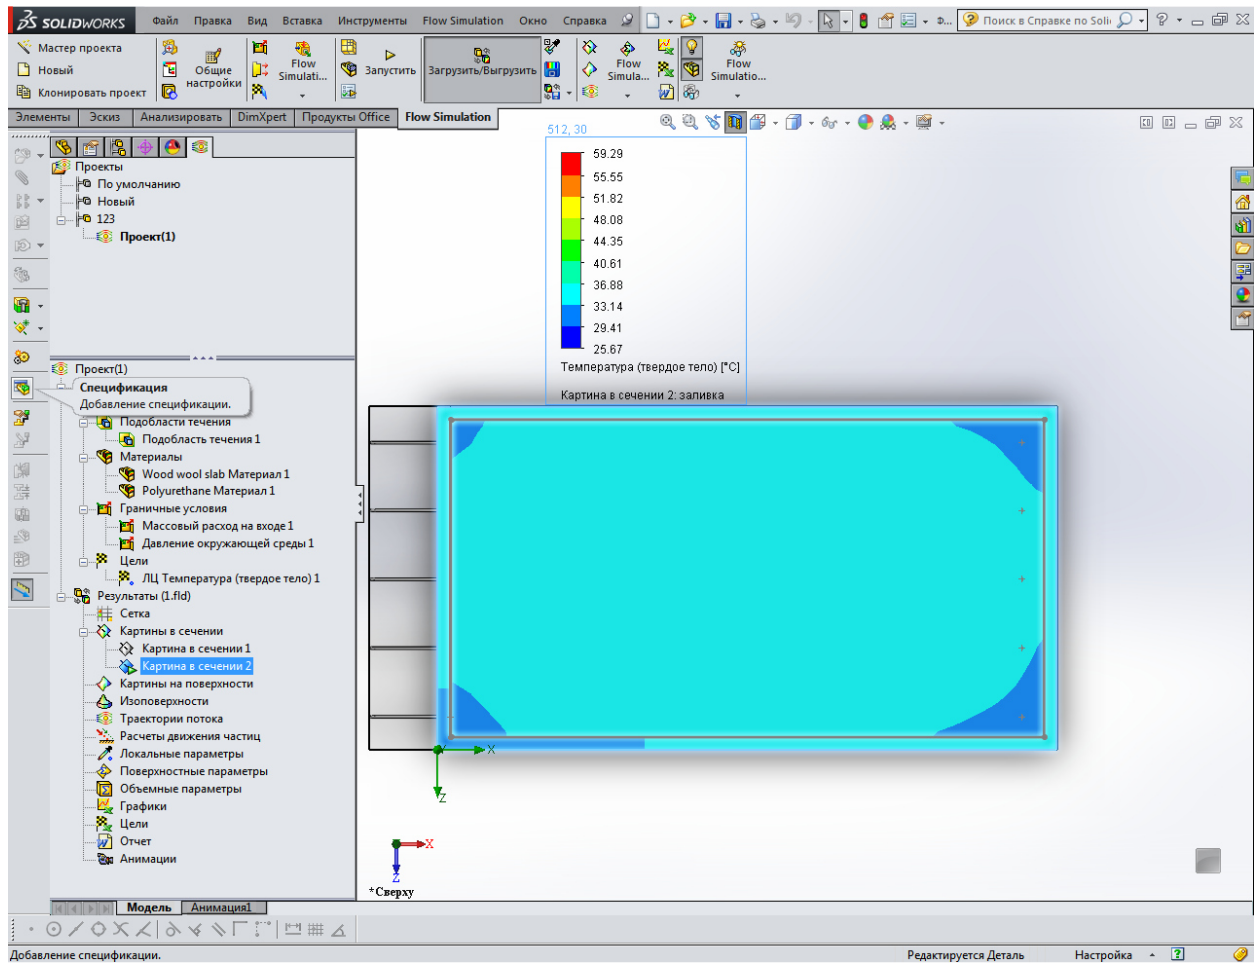 SOLIDWORKS
Файл Правка Вид Вставка Инструменты Flow Simulation Окно Справка
Ф...
Поиск в Справке по Soli
Мастер проекта
Новый
Клонировать проект
Общие
настройки
Flow
Simulati...
Запустить
Загрузить/Выгрузить
Flow
Simula...
Flow
Simulatio...
Элементы Эскиз Анализировать DimXpert Продукты Office Flow Simulation
Проекты
По умолчанию
Новый
123
Проект(1)
Проект(1)
Спецификация
Добавление спецификации.
Подобласти течения
Подобласть течения 1
Материалы
Wood wool slab Материал 1
Polyurethane Материал 1
Граничные условия
Массовый расход на входе 1
Давление окружающей среды 1
Цели
ЛЦ Температура (твердое тело) 1
Результаты (1.fld)
Сетка
Картины в сечении
Картина в сечении 1
Картина в сечении 2
Картины на поверхности
Изоповерхности
Траектории потока
Расчеты движения частиц
Локальные параметры
Поверхностные параметры
Объемные параметры
Графики
Цели
Отчет
Анимации
512, 30
59.29
55.55
51.82
48.08
44.35
40.61
36.88
33.14
29.41
25.67
Температура (твердое тело) [°C]
Картина в сечении 2: заливка
X
Z
X
Z
*Сверху
Модель Анимация1
Добавление спецификации.
Редактируется Деталь
Настройка